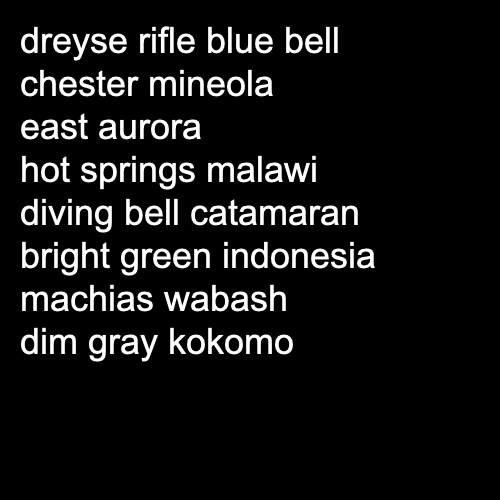 dreyse rifle blue bell
chester mineola
east aurora
hot springs malawi
diving bell catamaran
bright green indonesia
machias wabash
dim gray kokomo